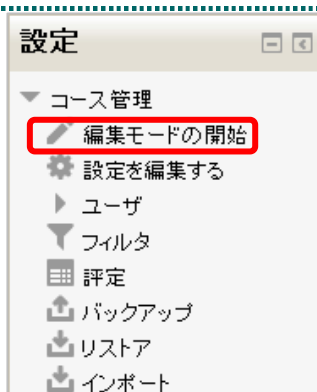 設定
コース管理
編集モードの開始
設定を編集する
ユーザ
フィルタ
評定
バックアップ
リストア
インポート